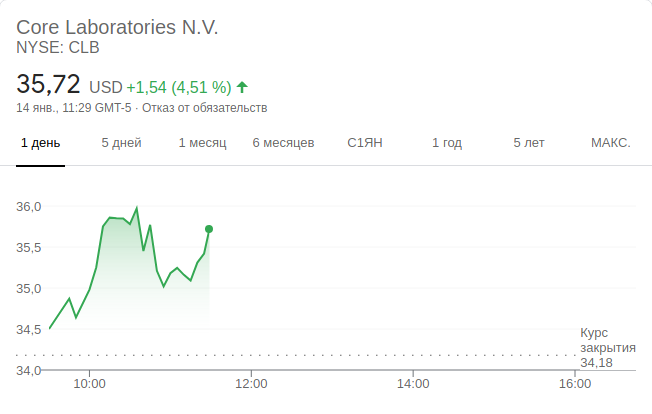 Core Laboratories N.V.
NYSE: CLB
35,72 USD +1,54 (4,51 %)
14 янв., 11:29 GMT-5 · Отказ от обязательств
1 день 5 дней 1 месяц 6 месяцев С1ЯН 1 год 5 лет МАКС.
36,0
35,5
35,0
34,5
Курс
закрытия
34,18
34,0
10:00 12:00 14:00 16:00